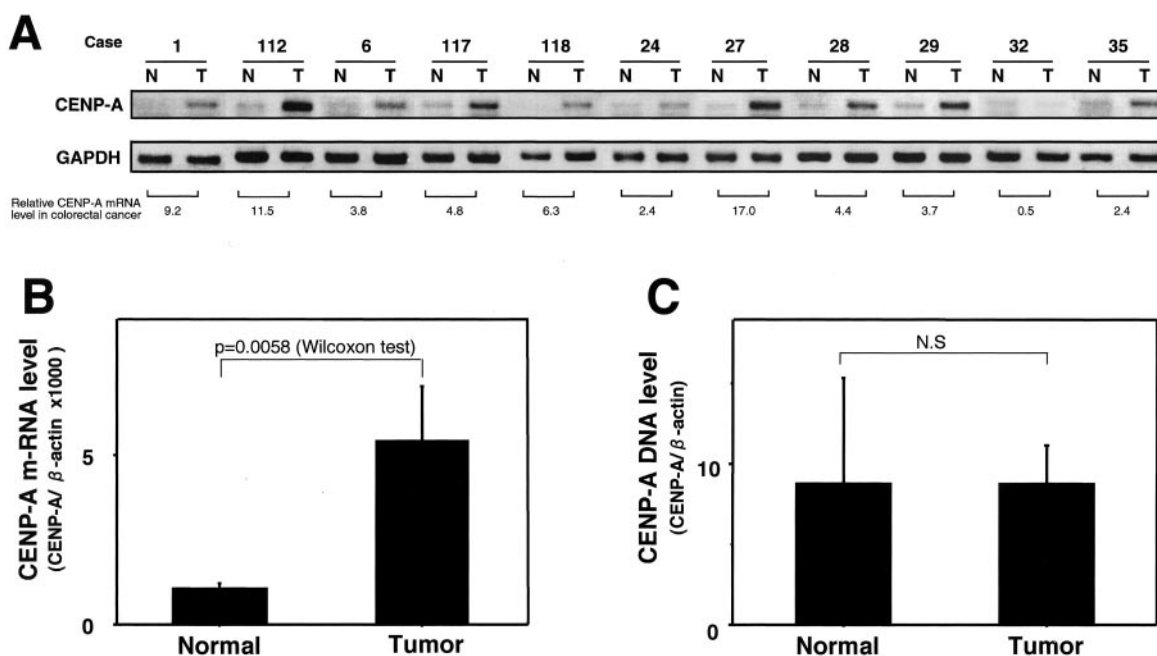 A
Case 1 112 6 117 118 24 27 28 29 32 35
N T N T N T N T N T N T N T N T N T N T N T
CENP-A
GAPDH
Relative CENP-A mRNA
level in colorectal cancer
9.2 11.5 3.8 4.8 6.3 2.4 17.0 4.4 3.7 0.5 2.4
B
CENP-A m-RNA level
(CENP-A/ β-actin x1000)
p=0.0058 (Wilcoxon test)
5
0
Normal Tumor
C
CENP-A DNA level
(CENP-A/ β-actin)
N.S
10
0
Normal Tumor